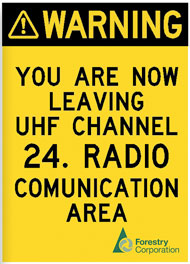 WARNING
YOU ARE NOW
LEAVING
UHF CHANNEL
24. RADIO
COMUNICATION
AREA
Forestry
Corporation